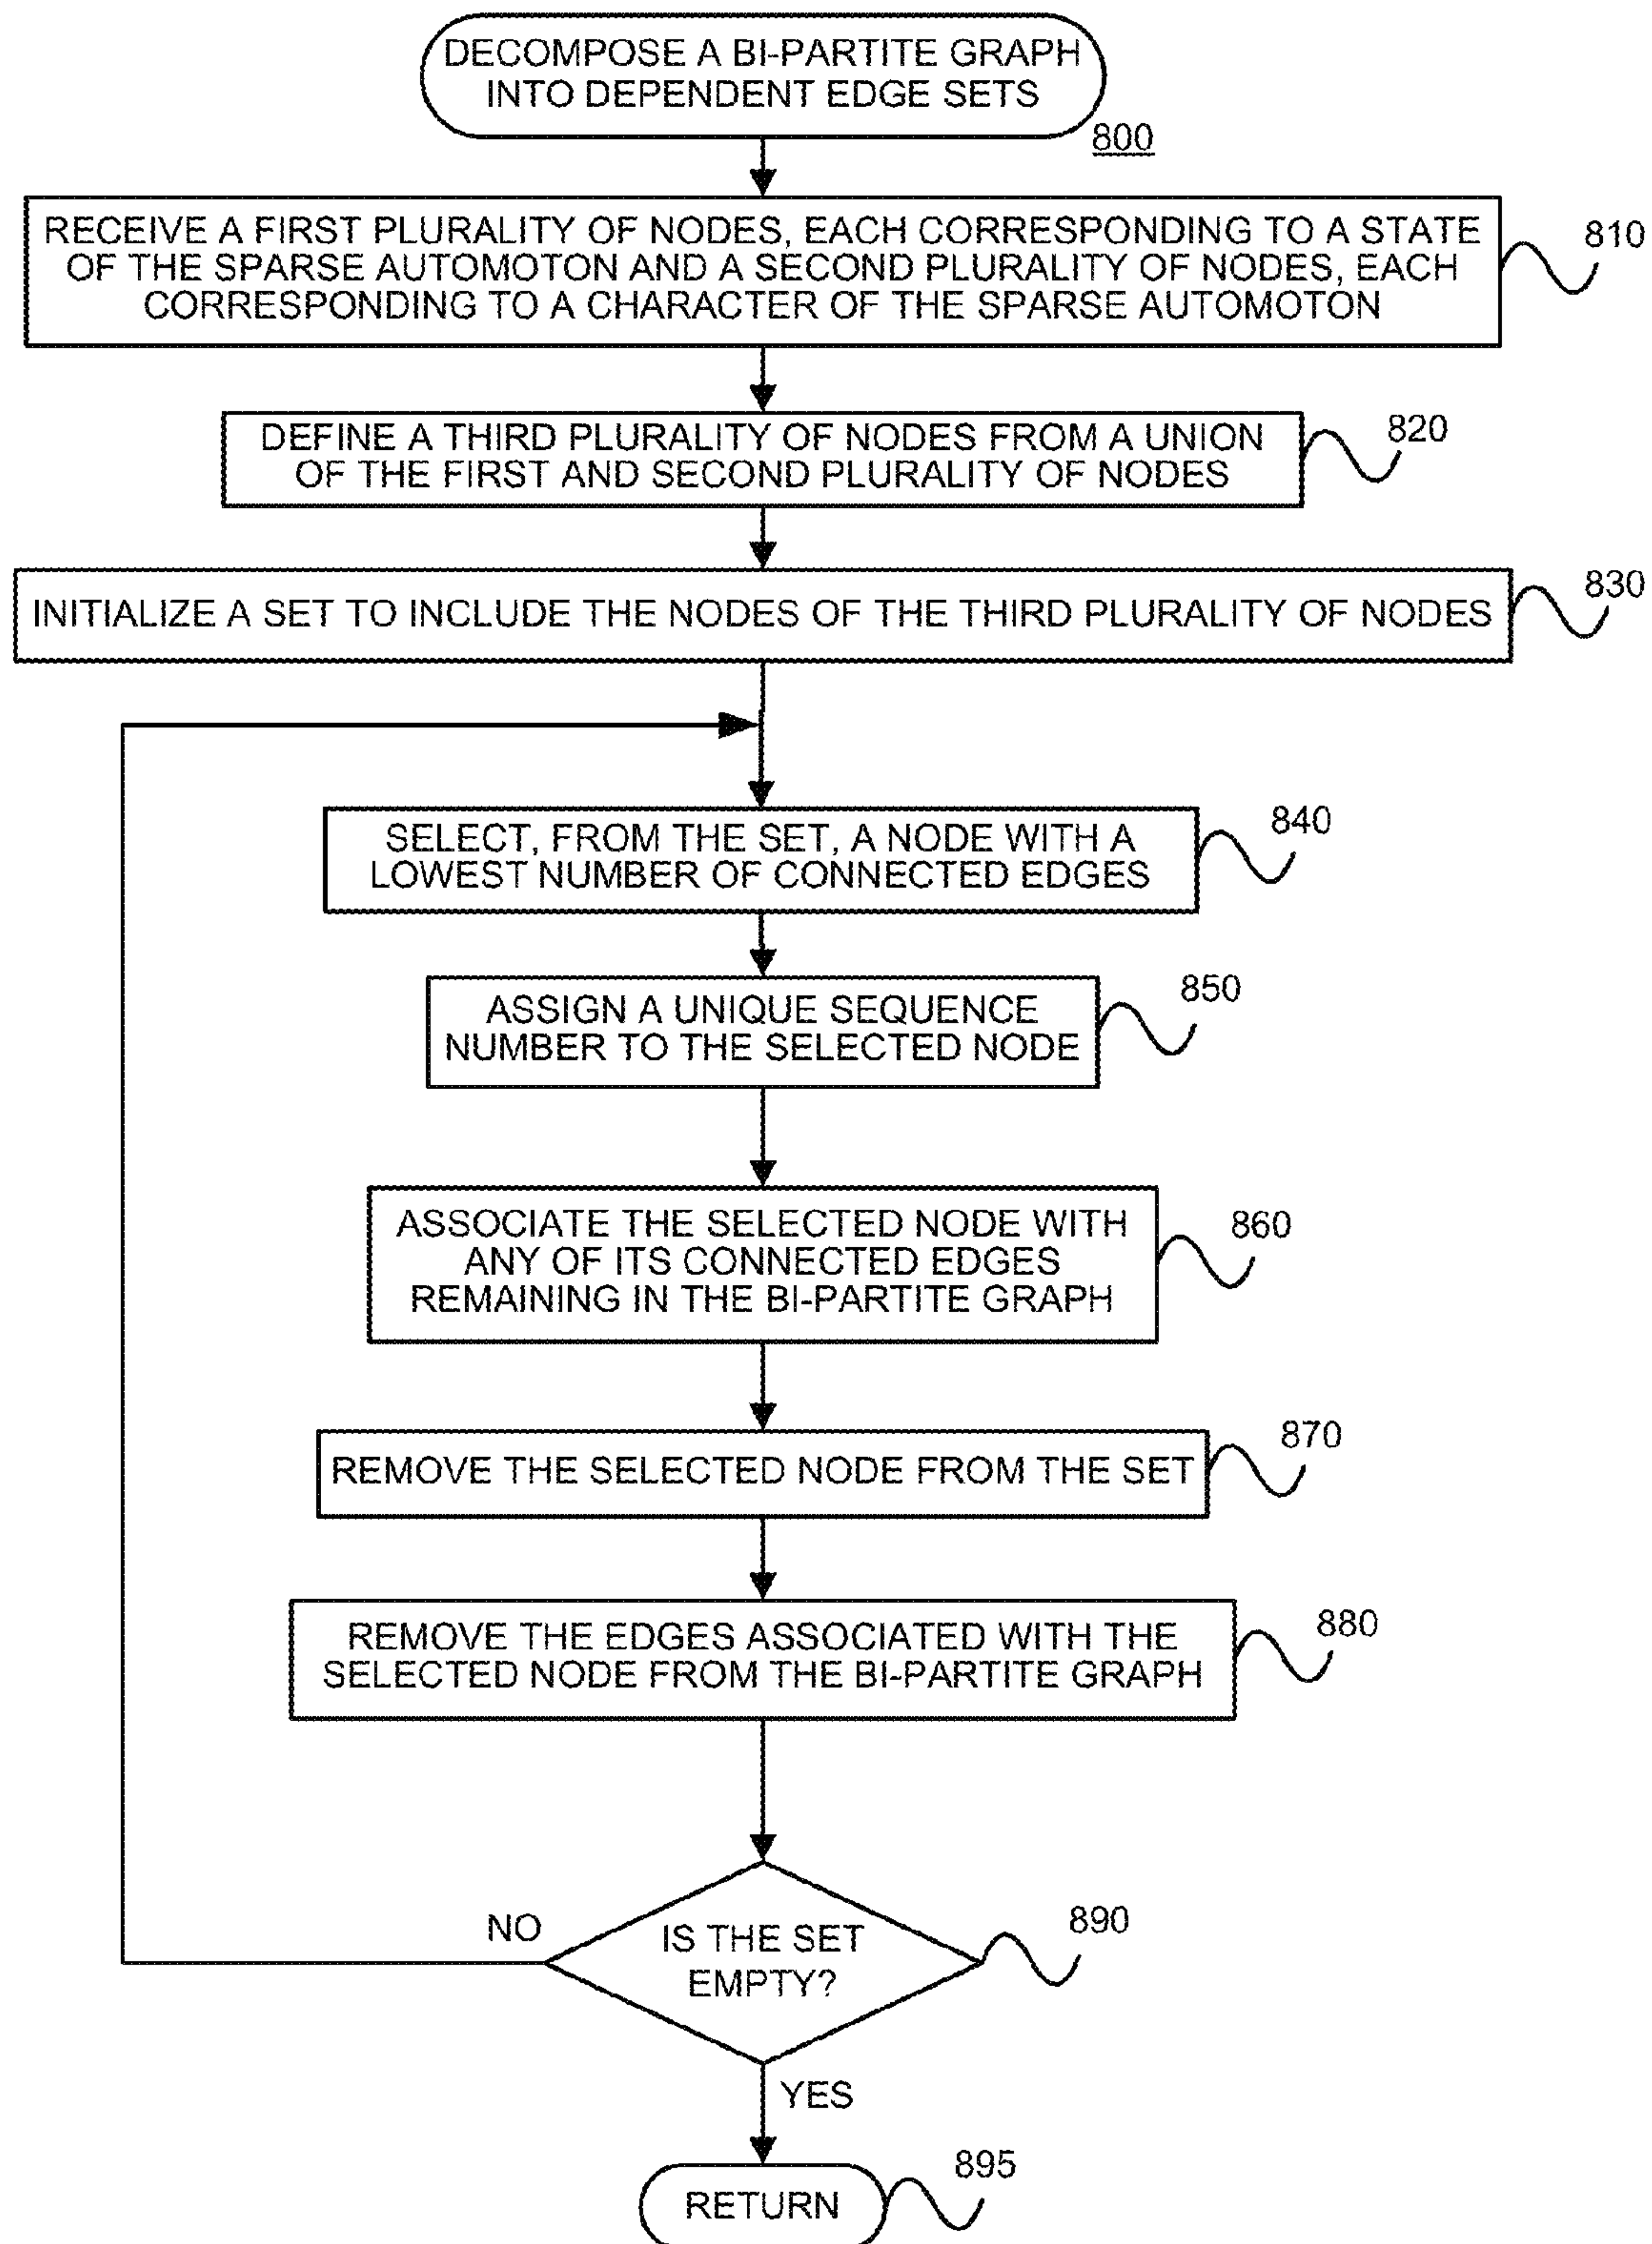 DECOMPOSE A BI-PARTITE GRAPH
INTO DEPENDENT EDGE SETS
800
RECEIVE A FIRST PLURALITY OF NODES, EACH CORRESPONDING TO A STATE
OF THE SPARSE AUTOMOTON AND A SECOND PLURALITY OF NODES, EACH
CORRESPONDING TO A CHARACTER OF THE SPARSE AUTOMOTON
810
DEFINE A THIRD PLURALITY OF NODES FROM A UNION
OF THE FIRST AND SECOND PLURALITY OF NODES
820
INITIALIZE A SET TO INCLUDE THE NODES OF THE THIRD PLURALITY OF NODES
830
SELECT, FROM THE SET, A NODE WITH A
LOWEST NUMBER OF CONNECTED EDGES
840
ASSIGN A UNIQUE SEQUENCE
NUMBER TO THE SELECTED NODE
850
ASSOCIATE THE SELECTED NODE WITH
ANY OF ITS CONNECTED EDGES
REMAINING IN THE BI-PARTITE GRAPH
860
REMOVE THE SELECTED NODE FROM THE SET
870
REMOVE THE EDGES ASSOCIATED WITH THE
SELECTED NODE FROM THE BI-PARTITE GRAPH
880
NO
IS THE SET
EMPTY?
890
YES
RETURN
895